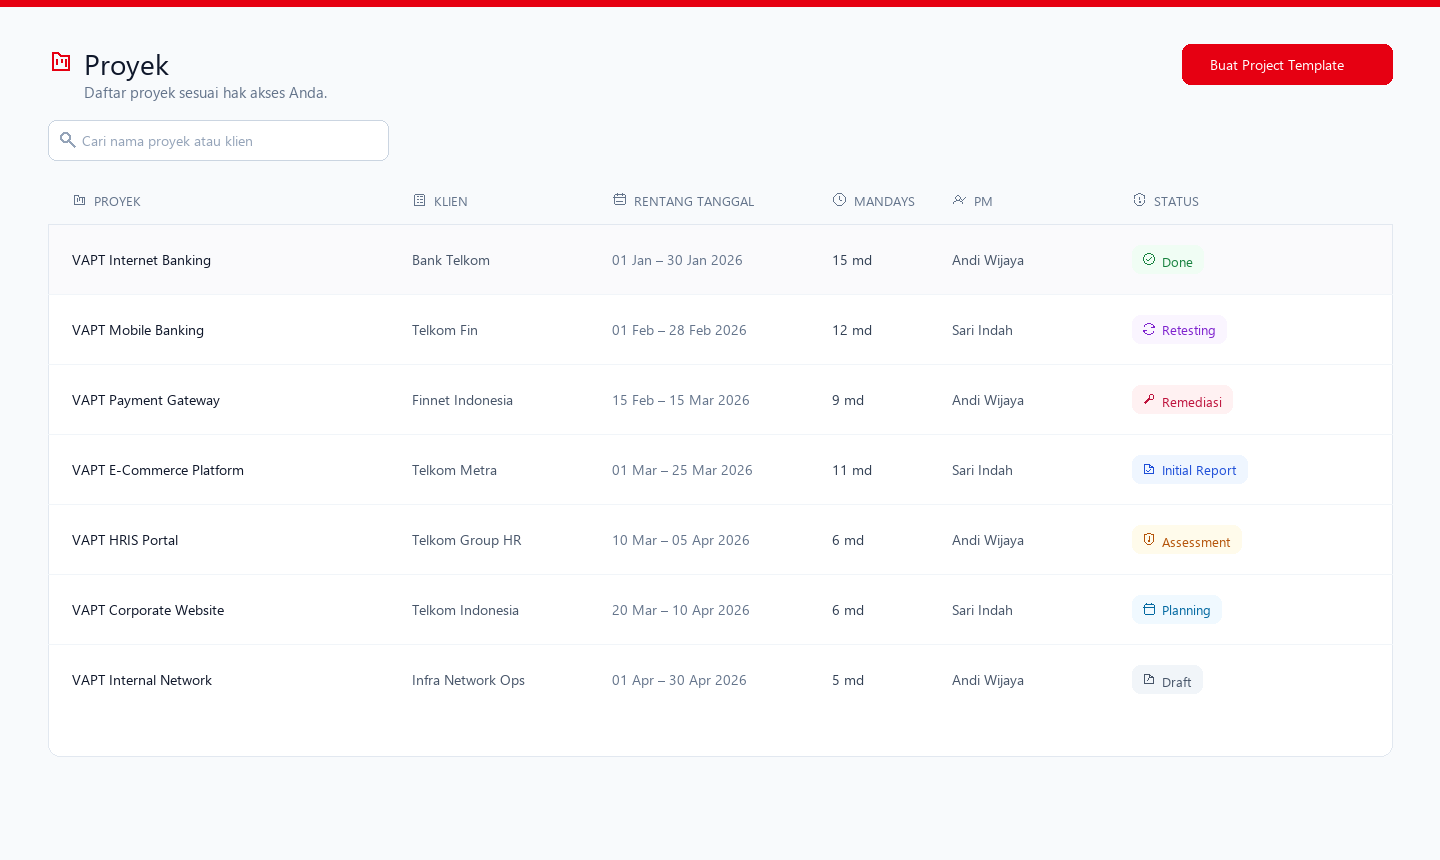 Proyek
Daftar proyek sesuai hak akses Anda.
Buat Project Template
Cari nama proyek atau klien
PROYEK KLIEN RENTANG TANGGAL MANDAYS PM STATUS
VAPT Internet Banking Bank Telkom 01 Jan – 30 Jan 2026 15 md Andi Wijaya Done
VAPT Mobile Banking Telkom Fin 01 Feb – 28 Feb 2026 12 md Sari Indah Retesting
VAPT Payment Gateway Finnet Indonesia 15 Feb – 15 Mar 2026 9 md Andi Wijaya Remediasi
VAPT E-Commerce Platform Telkom Metra 01 Mar – 25 Mar 2026 11 md Sari Indah Initial Report
VAPT HRIS Portal Telkom Group HR 10 Mar – 05 Apr 2026 6 md Andi Wijaya Assessment
VAPT Corporate Website Telkom Indonesia 20 Mar – 10 Apr 2026 6 md Sari Indah Planning
VAPT Internal Network Infra Network Ops 01 Apr – 30 Apr 2026 5 md Andi Wijaya Draft